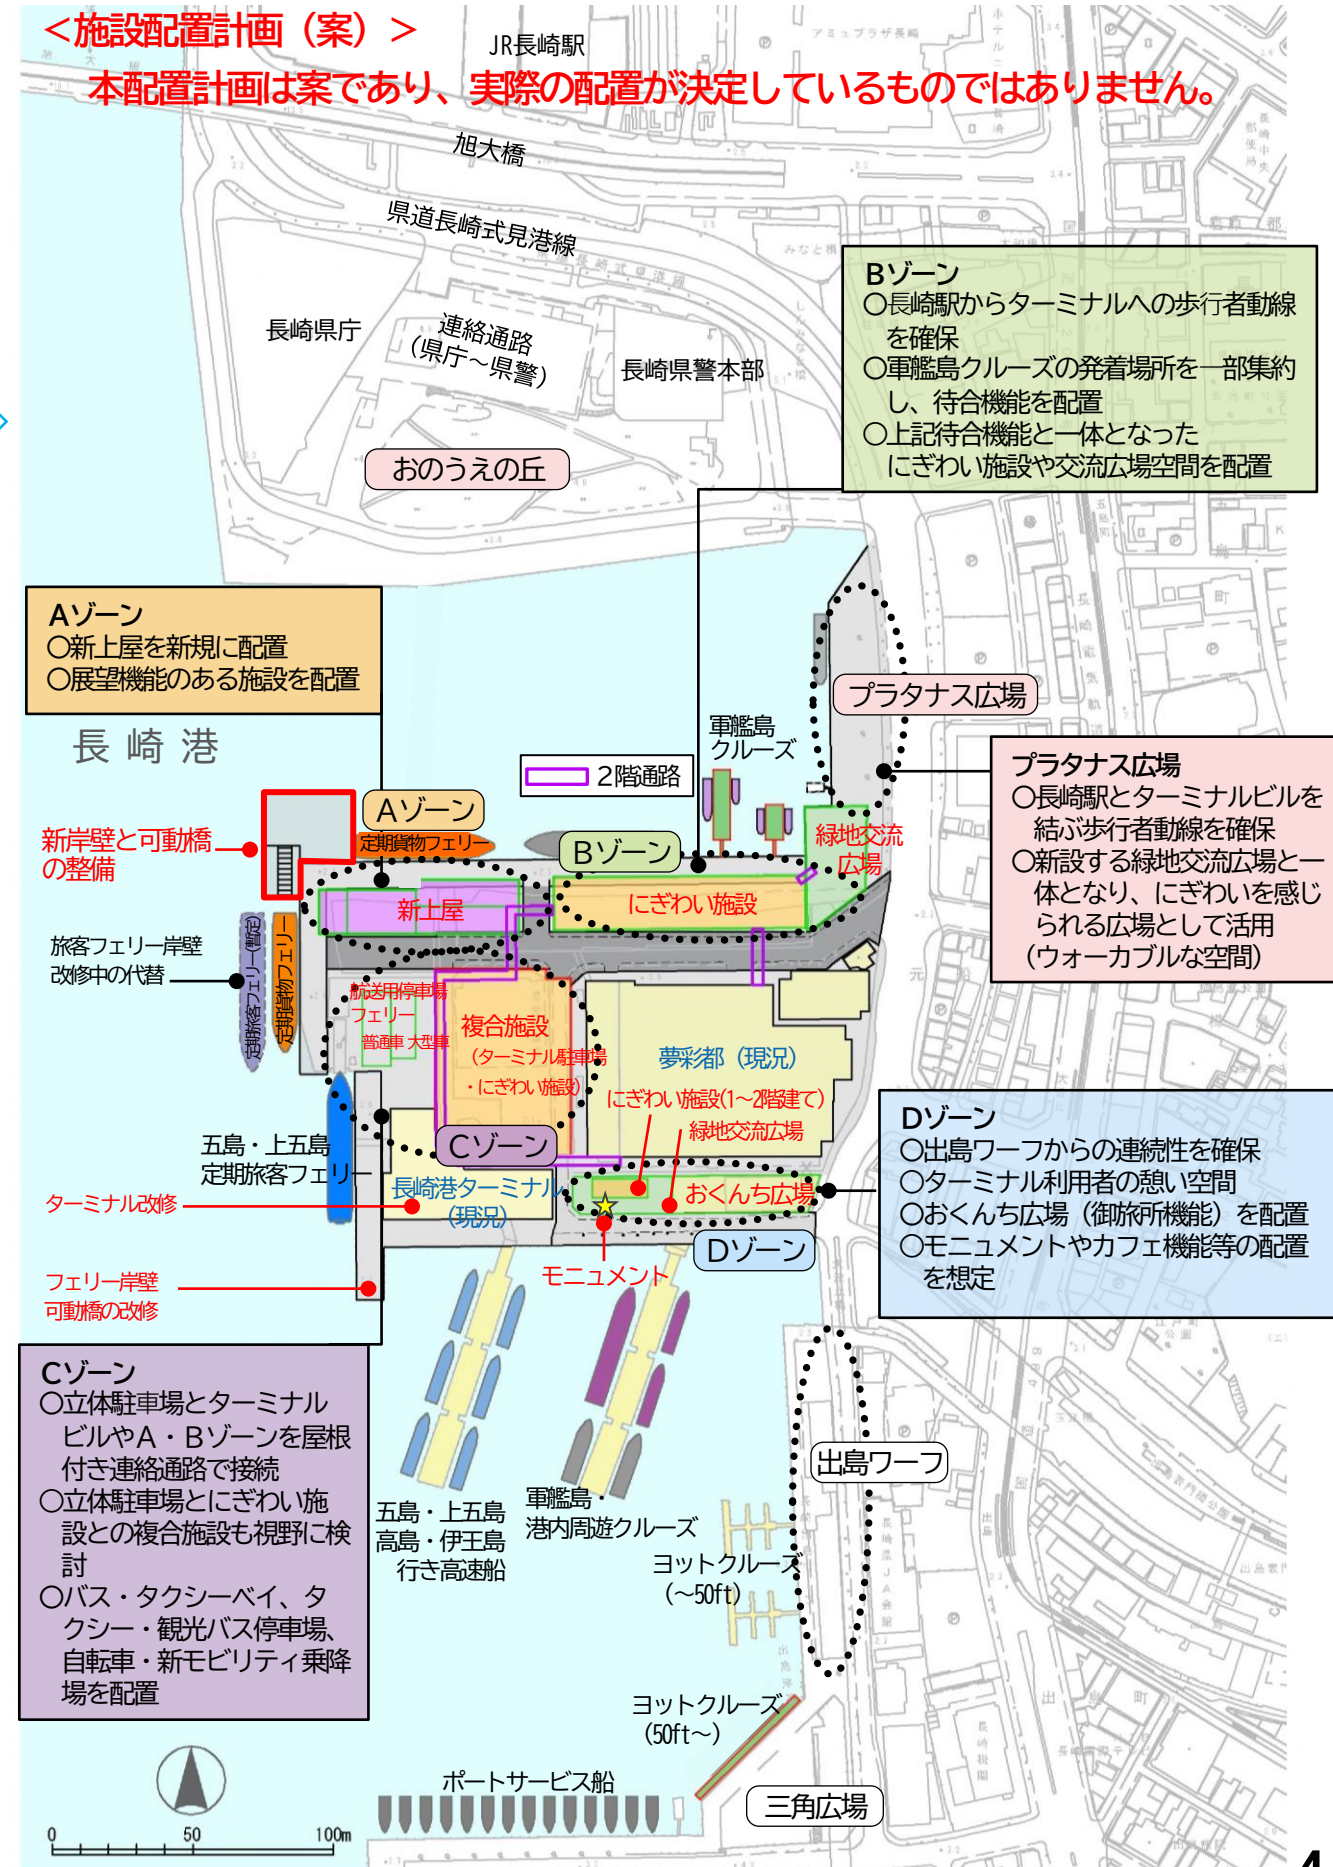 ＜施設配置計画（案）＞
本配置計画は案であり、実際の配置が決定しているものではありません。
JR長崎駅
アミュプラザ長崎
旭大橋
県道長崎式見港線
みなと橋
長崎県庁
連絡通路
（県庁～県警）
長崎県警本部
おのうえの丘
Bゾーン
○長崎駅からターミナルへの歩行者動線
を確保
○軍艦島クルーズの発着場所を一部集約
し、待合機能を配置
○上記待合機能と一体となった
にぎわい施設や交流広場空間を配置
Aゾーン
○新上屋を新規に配置
○展望機能のある施設を配置
長崎港
プラタナス広場
軍艦島
クルーズ
2階通路
プラタナス広場
○長崎駅とターミナルビルを
結ぶ歩行者動線を確保
○新設する緑地交流広場と一
体となり、にぎわいを感じ
られる広場として活用
（ウォーカブルな空間）
Aゾーン
定期貨物フェリー
Bゾーン
緑地交流
広場
新岸壁と可動橋
の整備
新上屋
にぎわい施設
旅客フェリー岸壁
改修中の代替
定期旅客フェリー(暫定)
定期貨物フェリー
航送用停車場
フェリー
普通車 大型車
複合施設
（ターミナル駐車場
・にぎわい施設）
夢彩都（現況）
にぎわい施設(1～2階建て)
緑地交流広場
五島・上五島
定期旅客フェリー
Cゾーン
長崎港ターミナル
（現況）
おくんち広場
ターミナル改修
Dゾーン
モニュメント
フェリー岸壁
可動橋の改修
Dゾーン
○出島ワーフからの連続性を確保
○ターミナル利用者の憩い空間
○おくんち広場（御旅所機能）を配置
○モニュメントやカフェ機能等の配置
を想定
Cゾーン
○立体駐車場とターミナル
ビルやA・Bゾーンを屋根
付き連絡通路で接続
○立体駐車場とにぎわい施
設との複合施設も視野に検
討
○バス・タクシーベイ、タ
クシー・観光バス停車場、
自転車・新モビリティ乗降
場を配置
出島ワーフ
五島・上五島
高島・伊王島
行き高速船
軍艦島・
港内周遊クルーズ
ヨットクルーズ
（～50ft）
ヨットクルーズ
（50ft～）
ポートサービス船
三角広場
0 50 100m
4